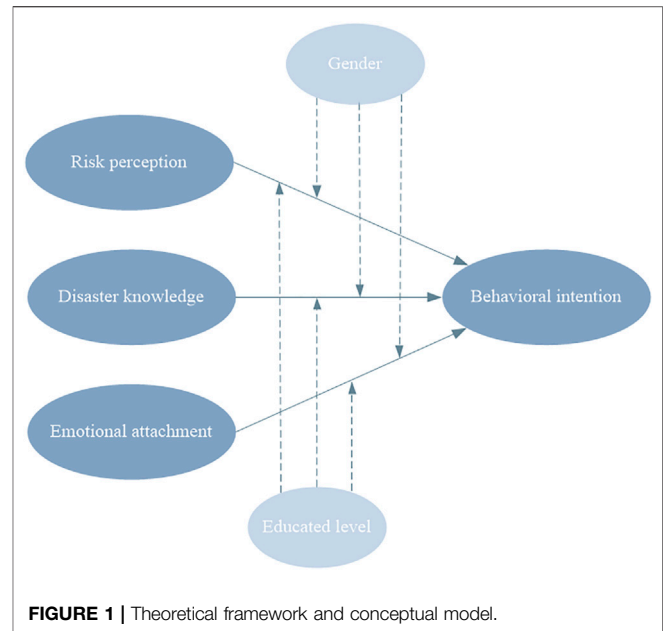 Gender
Risk perception
Disaster knowledge
Behavioral intention
Emotional attachment
Educated level
FIGURE 1 | Theoretical framework and conceptual model.